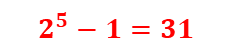 2⁵ − 1 = 31